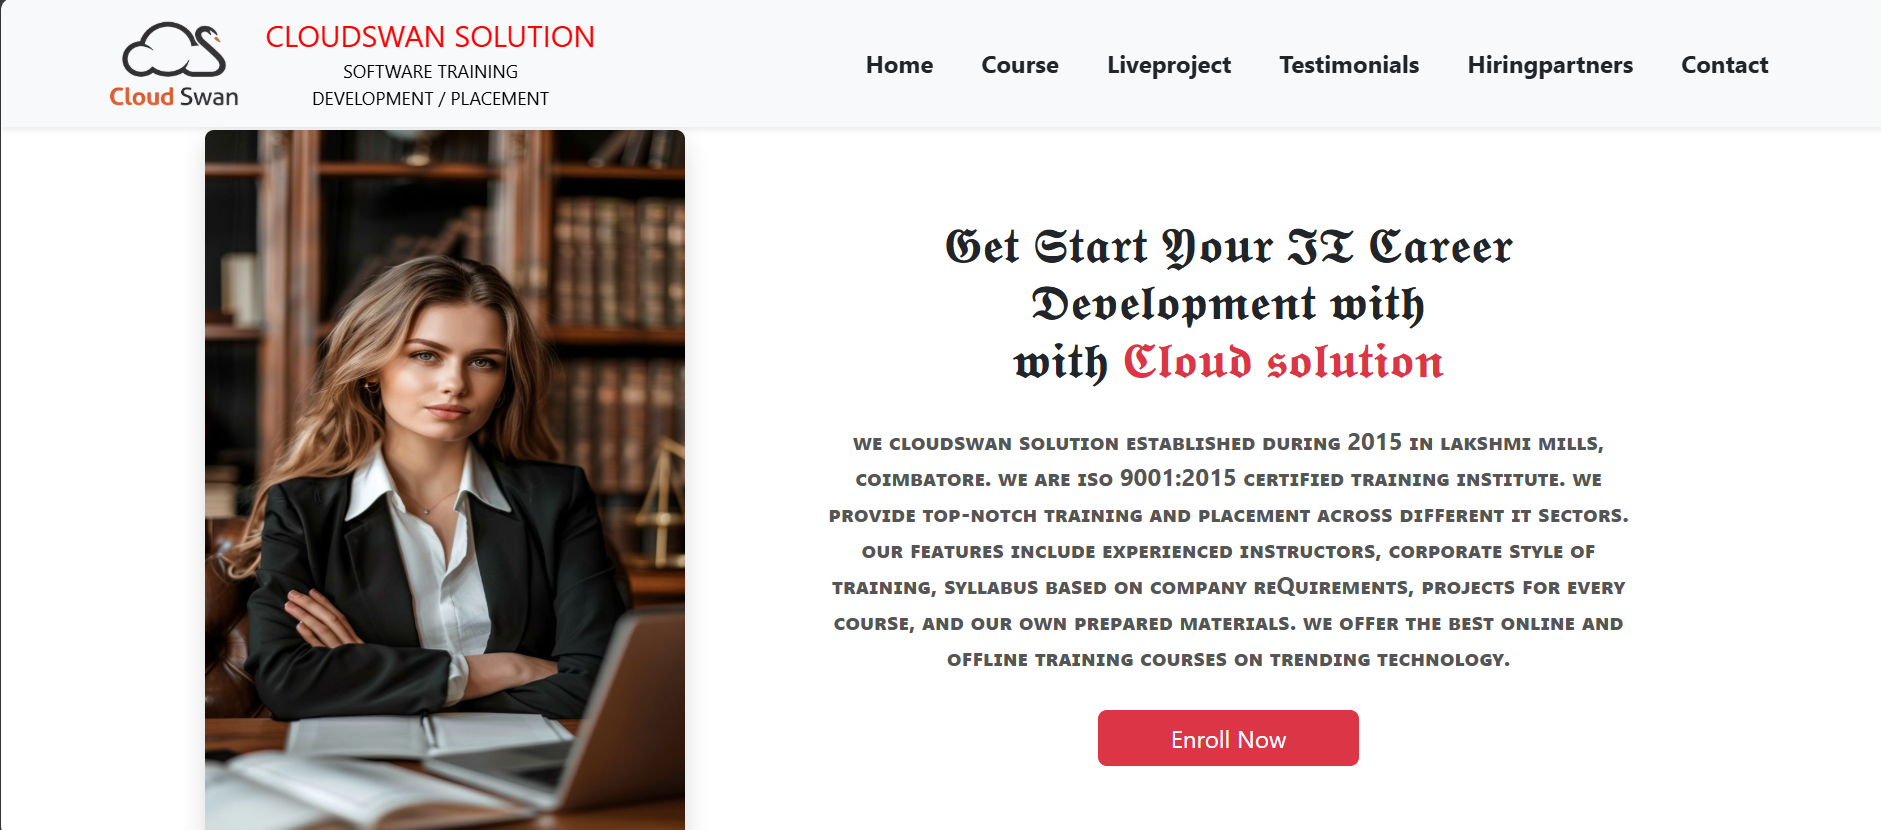 Cloud Swan
CLOUDSWAN SOLUTION
SOFTWARE TRAINING
DEVELOPMENT / PLACEMENT
Home Course Liveproject Testimonials Hiringpartners Contact
Get Start Your IT Career
Development with
with Cloud solution
WE CLOUDSWAN SOLUTION ESTABLISHED DURING 2015 IN LAKSHMI MILLS,
COIMBATORE. WE ARE ISO 9001:2015 CERTIFIED TRAINING INSTITUTE. WE
PROVIDE TOP-NOTCH TRAINING AND PLACEMENT ACROSS DIFFERENT IT SECTORS.
OUR FEATURES INCLUDE EXPERIENCED INSTRUCTORS, CORPORATE STYLE OF
TRAINING, SYLLABUS BASED ON COMPANY REQUIREMENTS, PROJECTS FOR EVERY
COURSE, AND OUR OWN PREPARED MATERIALS. WE OFFER THE BEST ONLINE AND
OFFLINE TRAINING COURSES ON TRENDING TECHNOLOGY.
Enroll Now